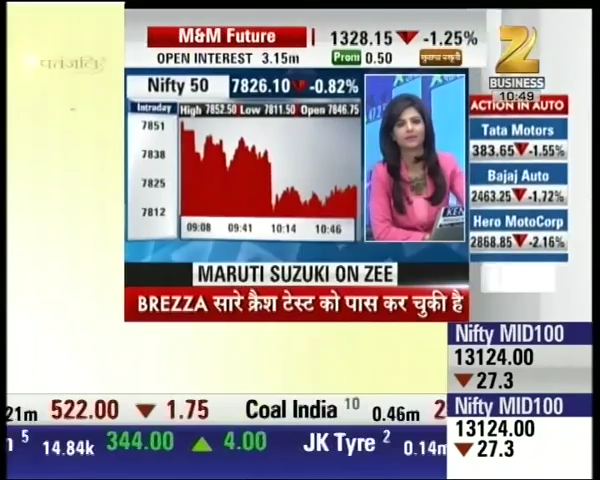 पतंजलि
M&M Future 1328.15 -1.25%
OPEN INTEREST 3.15m Prom 0.50
Z
BUSINESS
10:49
Nifty 50 7826.10 -0.82%
Intraday High 7852.50 Low 7811.50 Open 7846.75
7851
7838
7825
7812
09:08 09:41 10:14 10:46
ACTION IN AUTO
Tata Motors
383.65 -1.55%
Bajaj Auto
2463.25 -1.72%
Hero MotoCorp
2868.85 -2.16%
MARUTI SUZUKI ON ZEE
BREZZA सारे क्रैश टेस्ट को पास कर चुकी है
Nifty MID100
13124.00
27.3
21m 522.00 1.75 Coal India 10 0.46m 2
Nifty MID100
13124.00
27.3
5 14.84k 344.00 4.00 JK Tyre 2 0.14m